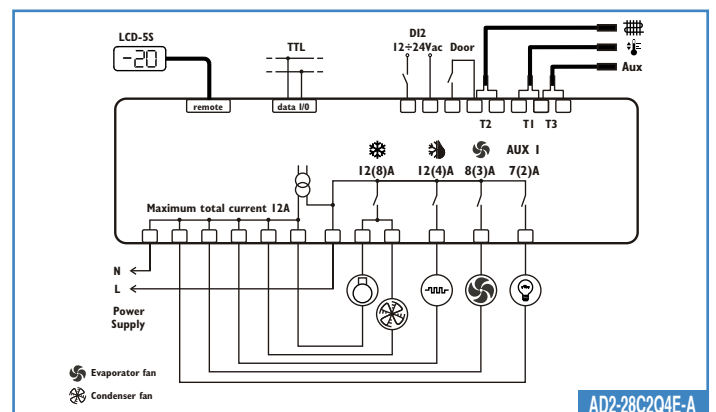 LCD-5S
-20
TTL
DI2
12÷24Vac
Door
Aux
remote
data I/0
T2
T1
T3
AUX 1
12(8)A
12(4)A
8(3)A
7(2)A
Maximum total current 12A
N
L
Power
Supply
Evaporator fan
Condenser fan
AD2-28C2Q4E-A